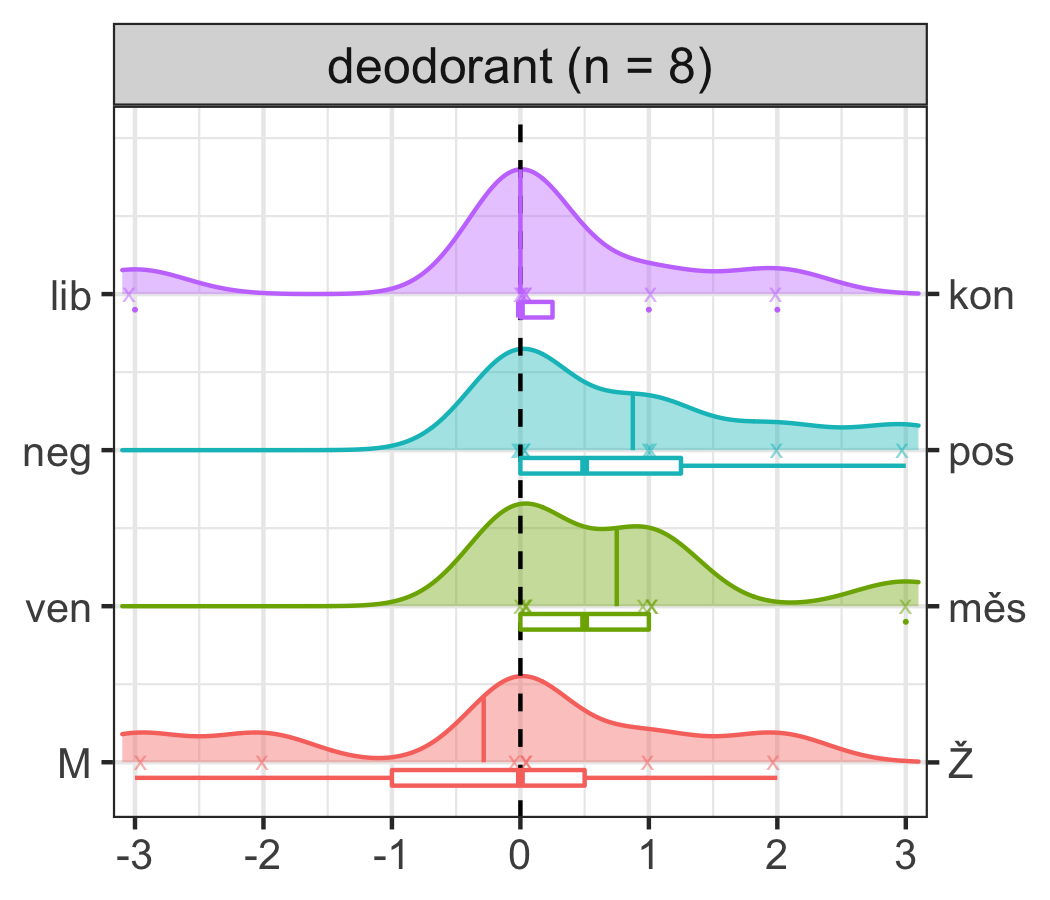 deodorant (n = 8)
lib kon
neg pos
ven měs
M Ž
-3 -2 -1 0 1 2 3